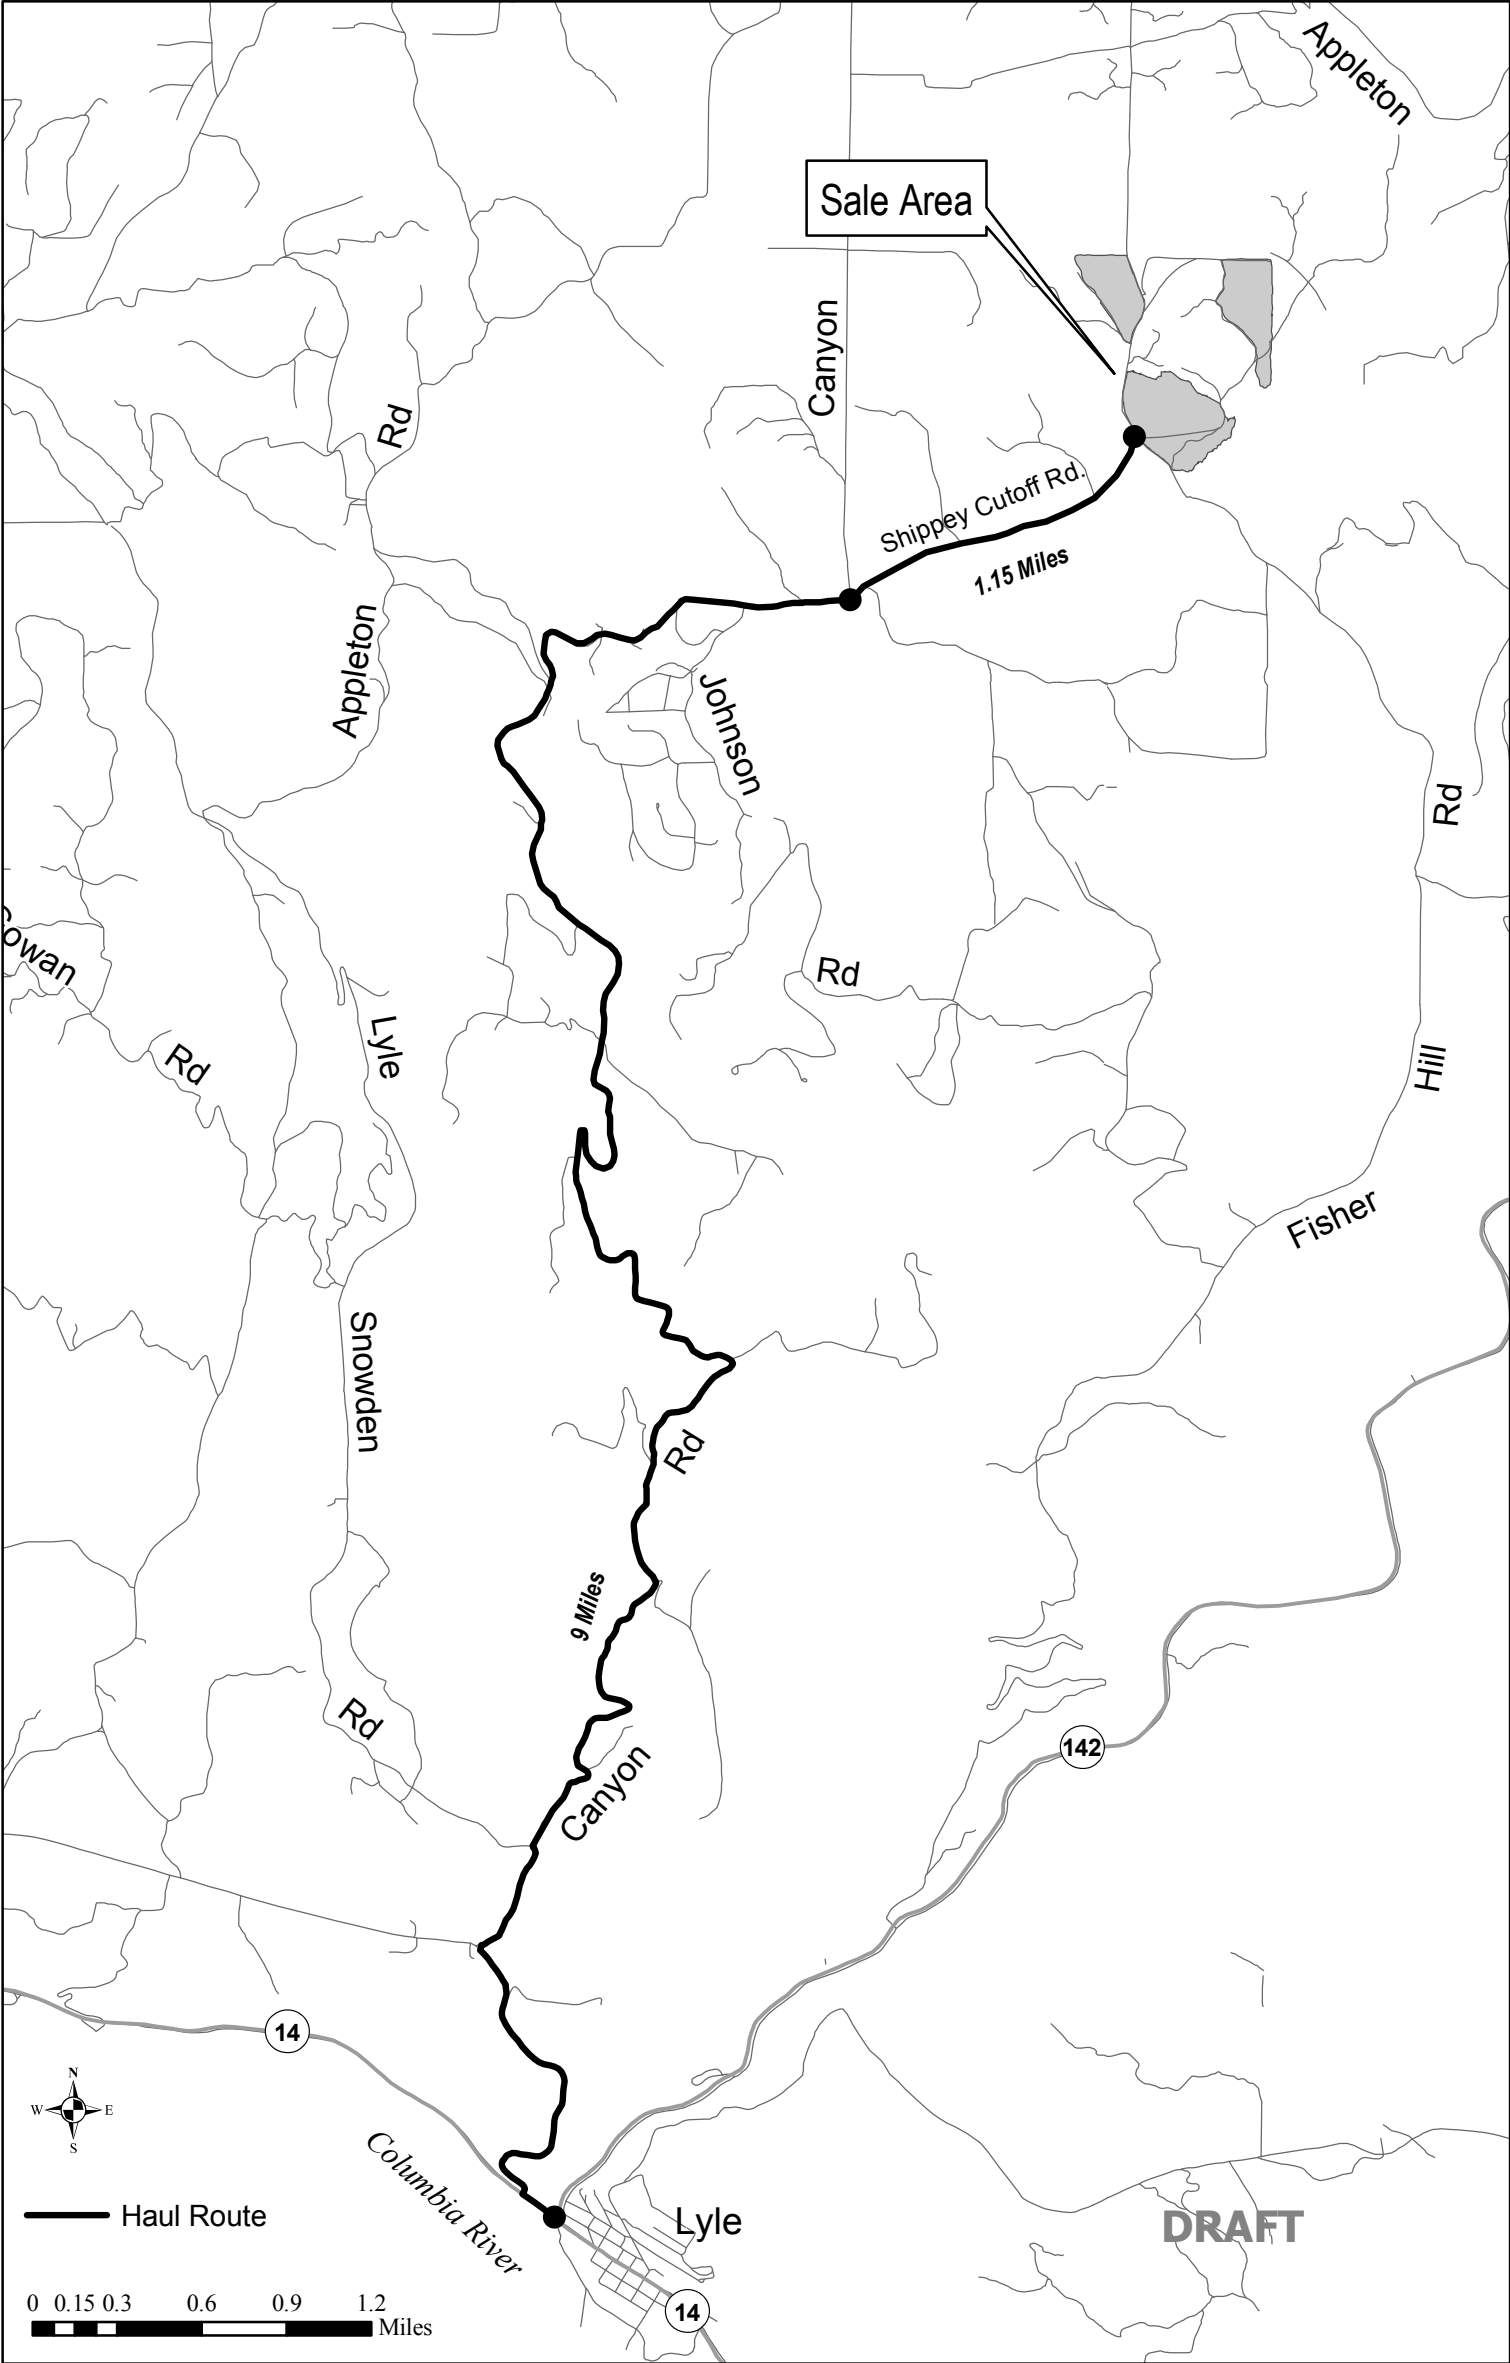 Appleton
Sale Area
Canyon
Rd
Shippey Cutoff Rd.
1.15 Miles
Appleton
Johnson
Rd
Rd
owan
Rd
Lyle
Hill
Fisher
Snowden
Rd
9 Miles
Rd
Canyon
142
14
N
W E
S
Columbia River
Haul Route
Lyle
DRAFT
0 0.15 0.3 0.6 0.9 1.2
Miles
14